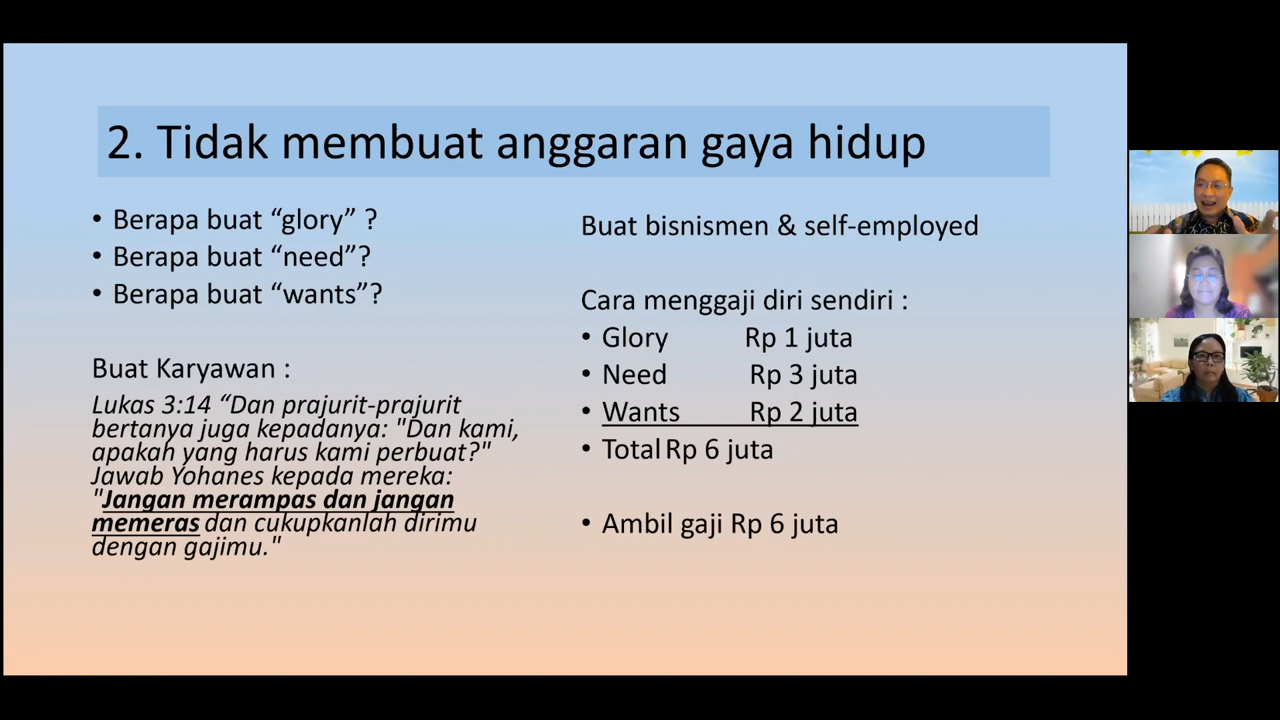 2. Tidak membuat anggaran gaya hidup
• Berapa buat “glory” ?
• Berapa buat “need”?
• Berapa buat “wants”?
Buat Karyawan :
Lukas 3:14 “Dan prajurit-prajurit
bertanya juga kepadanya: "Dan kami,
apakah yang harus kami perbuat?"
Jawab Yohanes kepada mereka:
"Jangan merampas dan jangan
memeras dan cukupkanlah dirimu
dengan gajimu."
Buat bisnismen & self-employed
Cara menggaji diri sendiri :
• Glory Rp 1 juta
• Need Rp 3 juta
• Wants Rp 2 juta
• Total Rp 6 juta
• Ambil gaji Rp 6 juta